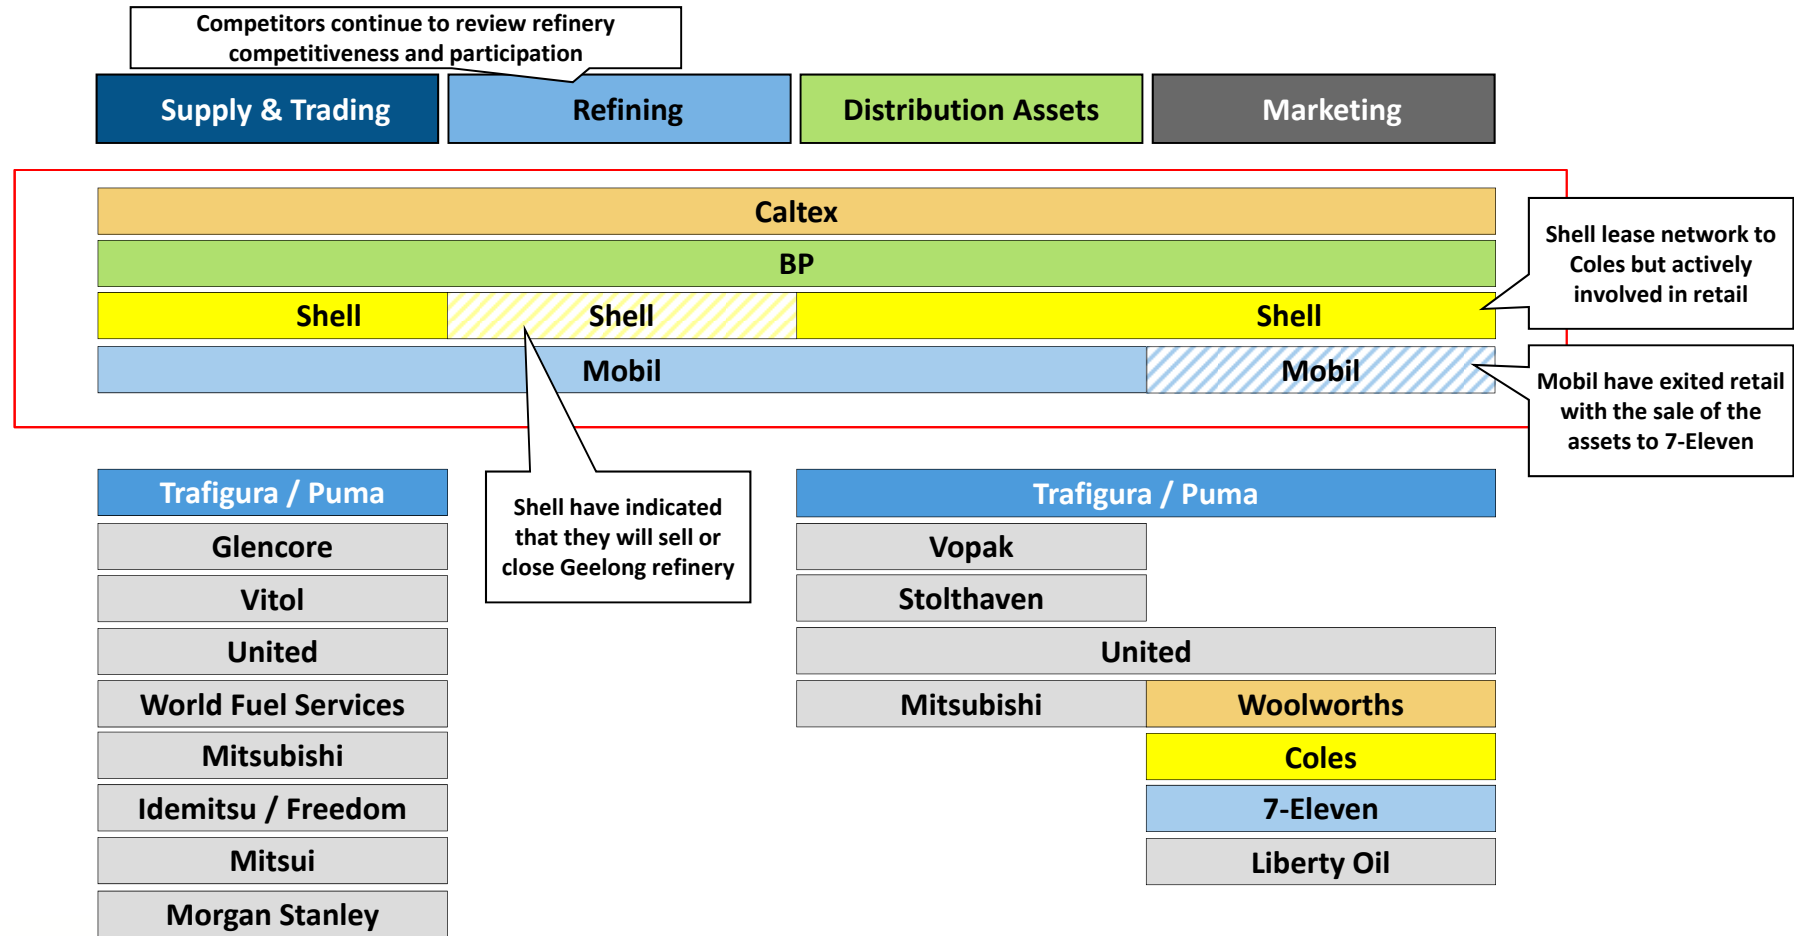 Competitors continue to review refinery
competitiveness and participation
Supply & Trading
Refining
Distribution Assets
Marketing
Caltex
BP
Shell
Shell
Shell
Mobil
Mobil
Shell lease network to
Coles but actively
involved in retail
Mobil have exited retail
with the sale of the
assets to 7-Eleven
Shell have indicated
that they will sell or
close Geelong refinery
Trafigura / Puma
Glencore
Vitol
United
World Fuel Services
Mitsubishi
Idemitsu / Freedom
Mitsui
Morgan Stanley
Trafigura / Puma
Vopak
Stolthaven
United
Mitsubishi
Woolworths
Coles
7-Eleven
Liberty Oil